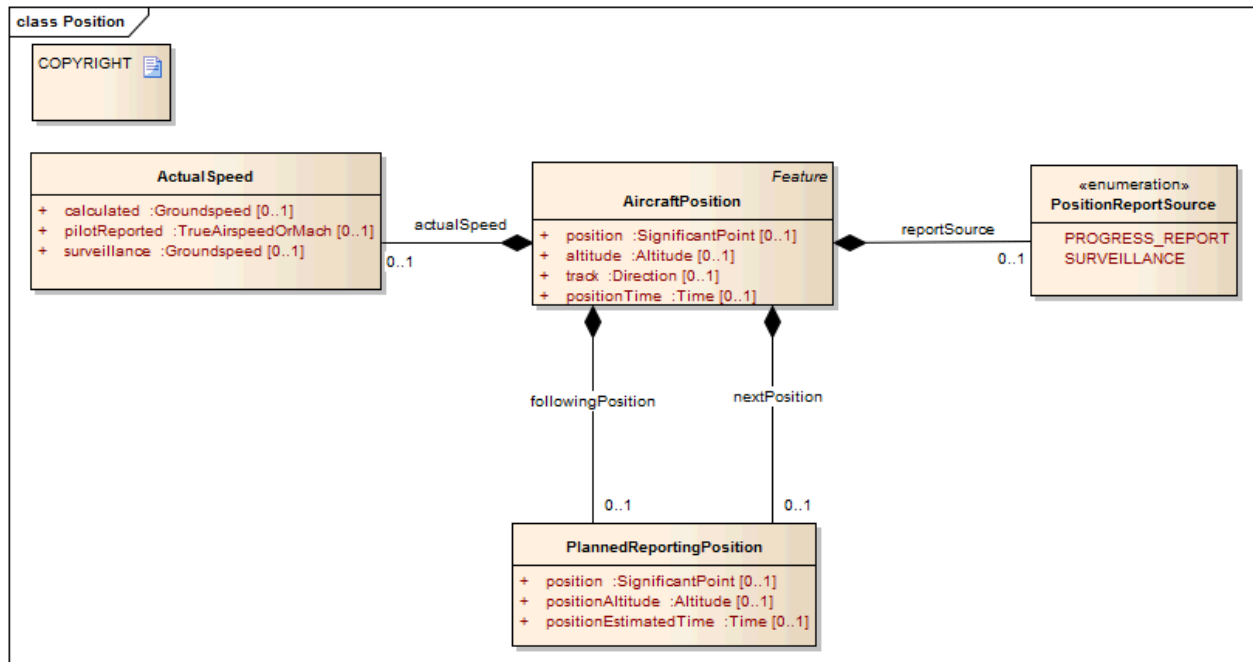 class Position
COPYRIGHT
ActualSpeed
+ calculated :Groundspeed [0..1]
+ pilotReported :TrueAirspeedOrMach [0..1]
+ surveillance :Groundspeed [0..1]
actualSpeed
0..1
Feature
AircraftPosition
+ position :SignificantPoint [0..1]
+ altitude :Altitude [0..1]
+ track :Direction [0..1]
+ positionTime :Time [0..1]
reportSource
0..1
«enumeration»
PositionReportSource
PROGRESS_REPORT
SURVEILLANCE
followingPosition
nextPosition
0..1
0..1
PlannedReportingPosition
+ position :SignificantPoint [0..1]
+ positionAltitude :Altitude [0..1]
+ positionEstimatedTime :Time [0..1]